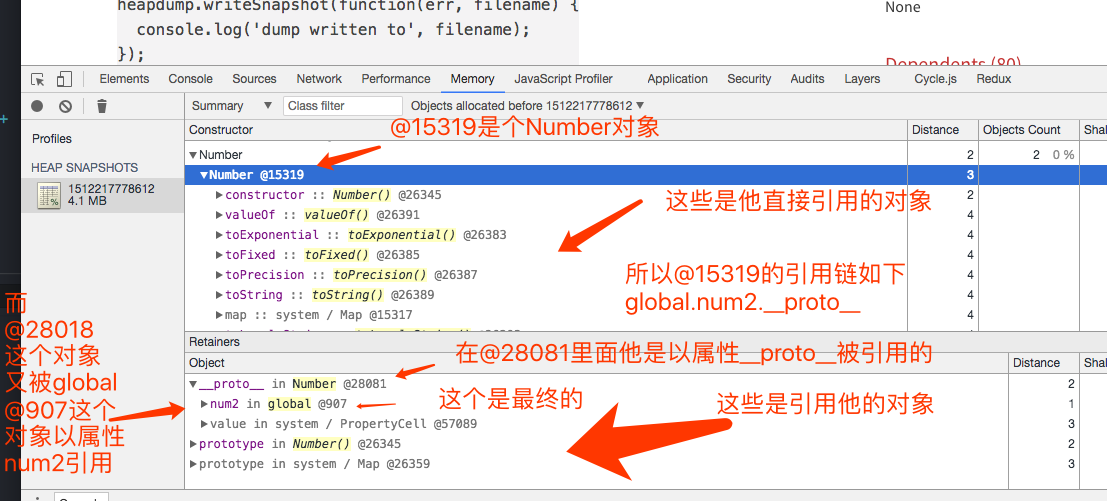 heapdump.writeSnapshot(function(err, filename) {
console.log('dump written to', filename);
});
None
Dependents (80)
Elements Console Sources Network Performance Memory JavaScript Profiler Application Security Audits Layers Cycle.js Redux
Summary ▼ Class filter Objects allocated before 1512217778612 ▼
Profiles
HEAP SNAPSHOTS
1512217778612
4.1 MB
Constructor Distance Objects Count Shal
@15319是个Number对象
▼Number 2 2 0 %
▼Number @15319 3
▶constructor :: Number() @26345 2
▶valueOf :: valueOf() @26391 4
▶toExponential :: toExponential() @26383 4
▶toFixed :: toFixed() @26385 4
▶toPrecision :: toPrecision() @26387 4
▶toString :: toString() @26389 4
▶map :: system / Map @15317 4
这些是他直接引用的对象
所以@15319的引用链如下
global.num2.__proto__
Retainers
Object Distance Shal
▼__proto__ in Number @28081 2
▶num2 in global @907 1
▶value in system / PropertyCell @57089 3
▶prototype in Number() @26345 2
▶prototype in system / Map @26359 3
在@28081里面他是以属性__proto__被引用的
这个是最终的
这些是引用他的对象
而
@28018
这个对象
又被global
@907这个
对象以属性
num2引用